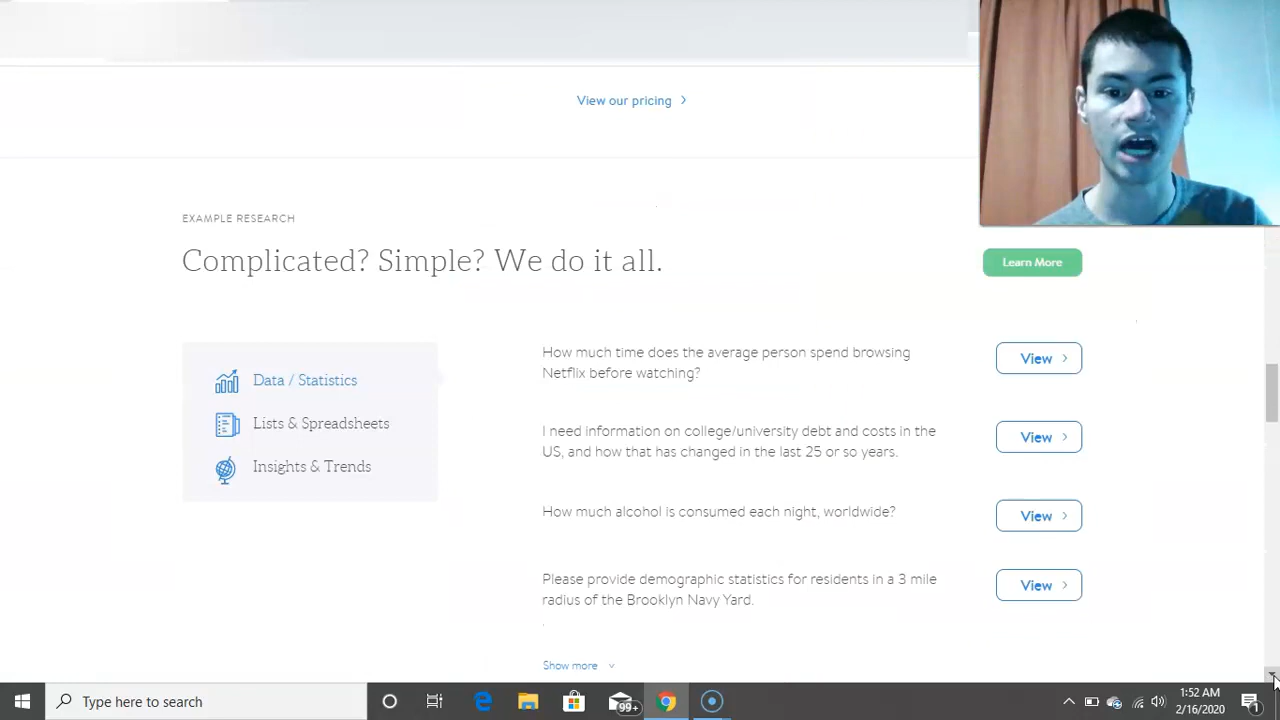 View our pricing
EXAMPLE RESEARCH
Complicated? Simple? We do it all.
Learn More
Data / Statistics
Lists & Spreadsheets
Insights & Trends
How much time does the average person spend browsing
Netflix before watching?
View
I need information on college/university debt and costs in the
US, and how that has changed in the last 25 or so years.
View
How much alcohol is consumed each night, worldwide?
View
Please provide demographic statistics for residents in a 3 mile
radius of the Brooklyn Navy Yard.
View
Show more
Type here to search
99+
1:52 AM
2/16/2020
1